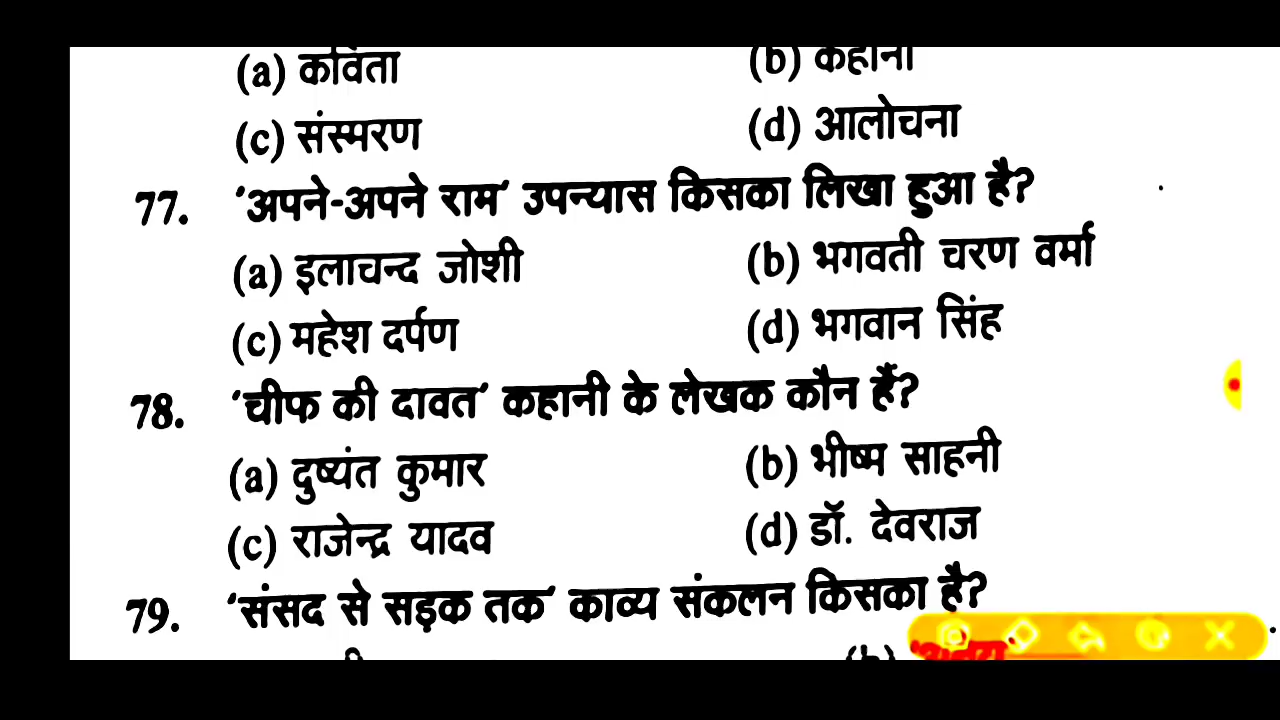 (a) कविता (b) कहानी
(c) संस्मरण (d) आलोचना
77. 'अपने-अपने राम' उपन्यास किसका लिखा हुआ है?
(a) इलाचन्द जोशी (b) भगवती चरण वर्मा
(c) महेश दर्पण (d) भगवान सिंह
78. 'चीफ की दावत' कहानी के लेखक कौन हैं?
(a) दुष्यंत कुमार (b) भीष्म साहनी
(c) राजेन्द्र यादव (d) डॉ. देवराज
79. 'संसद से सड़क तक' काव्य संकलन किसका है?
(b)